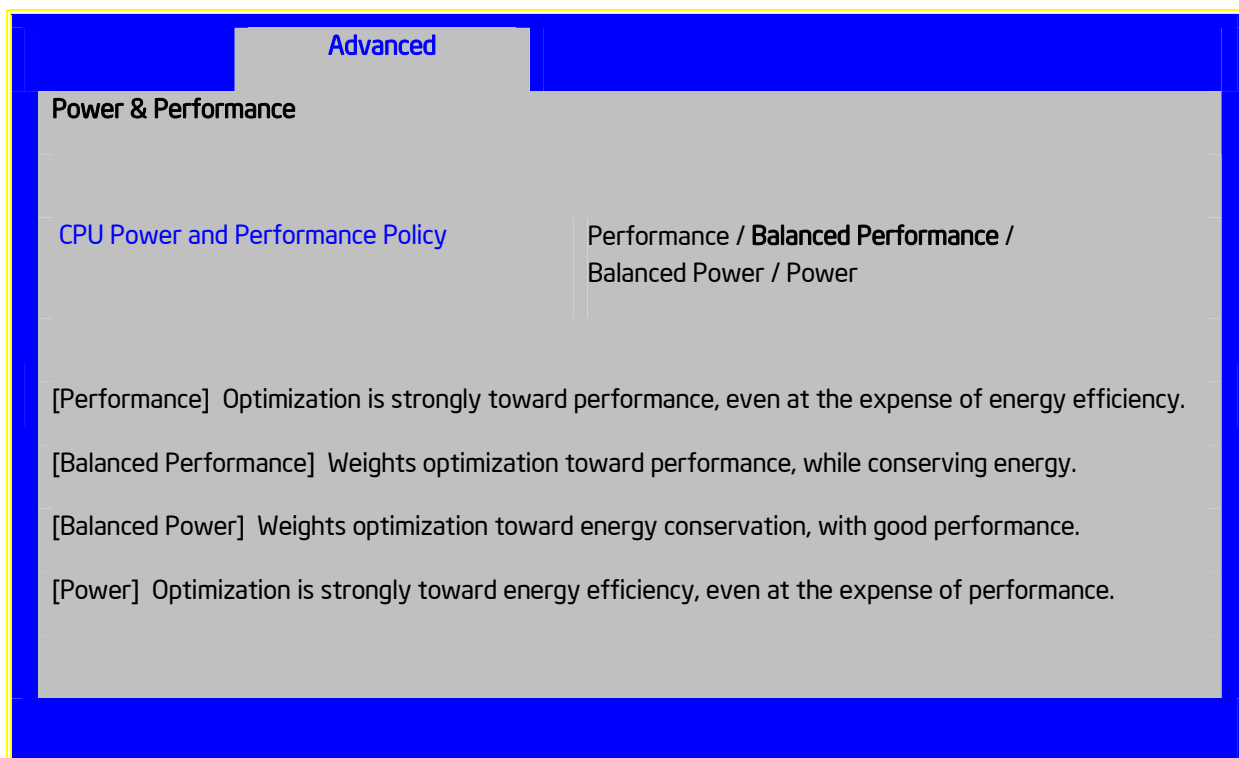 Advanced
Power & Performance
CPU Power and Performance Policy
Performance / Balanced Performance /
Balanced Power / Power
[Performance] Optimization is strongly toward performance, even at the expense of energy efficiency.
[Balanced Performance] Weights optimization toward performance, while conserving energy.
[Balanced Power] Weights optimization toward energy conservation, with good performance.
[Power] Optimization is strongly toward energy efficiency, even at the expense of performance.